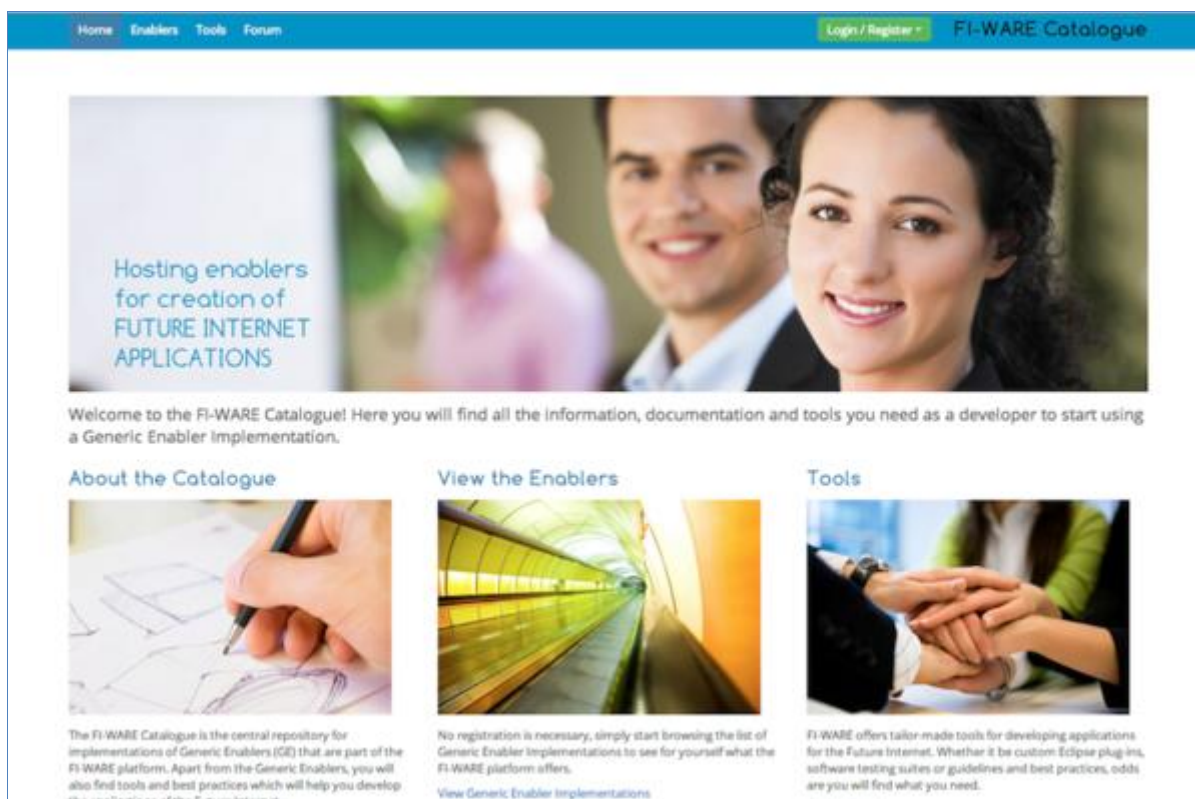 Home Enablers Tools Forum
Login / Register
FI-WARE Catalogue
Hosting enablers
for creation of
FUTURE INTERNET
APPLICATIONS
Welcome to the FI-WARE Catalogue! Here you will find all the information, documentation and tools you need as a developer to start using
a Generic Enabler Implementation.
About the Catalogue
The FI-WARE Catalogue is the central repository for
implementations of Generic Enablers (GE) that are part of the
FI-WARE platform. Apart from the Generic Enablers, you will
also find tools and best practices which will help you develop
View the Enablers
No registration is necessary, simply start browsing the list of
Generic Enabler Implementations to see for yourself what the
FI-WARE platform offers.
View Generic Enabler Implementations
Tools
FI-WARE offers tailor-made tools for developing applications
for the Future Internet. Whether it be custom Eclipse plug-ins,
software testing suites or guidelines and best practices, odds
are you will find what you need.